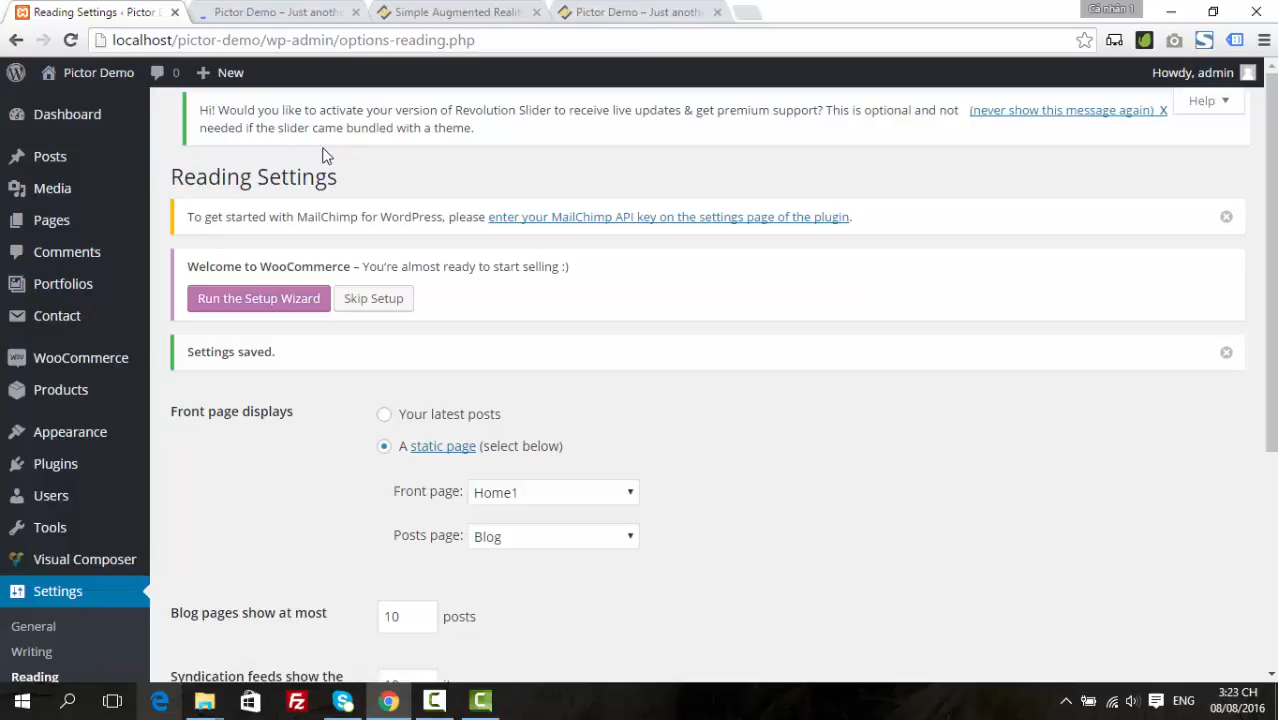 Reading Settings ‹ Pictor D
Pictor Demo – Just anoth
Simple Augmented Realit
Pictor Demo – Just anoth
Cá nhân 1
localhost/pictor-demo/wp-admin/options-reading.php
Pictor Demo
0
New
Howdy, admin
Help
Hi! Would you like to activate your version of Revolution Slider to receive live updates & get premium support? This is optional and not
needed if the slider came bundled with a theme.
(never show this message again) X
Dashboard
Posts
Media
Pages
Comments
Portfolios
Contact
WooCommerce
Products
Appearance
Plugins
Users
Tools
Visual Composer
Settings
General
Writing
Reading
Reading Settings
To get started with MailChimp for WordPress, please enter your MailChimp API key on the settings page of the plugin.
Welcome to WooCommerce – You're almost ready to start selling :)
Run the Setup Wizard
Skip Setup
Settings saved.
Front page displays
Your latest posts
A static page (select below)
Front page: Home1
Posts page: Blog
Blog pages show at most
10 posts
Syndication feeds show the
ENG
3:23 CH
08/08/2016